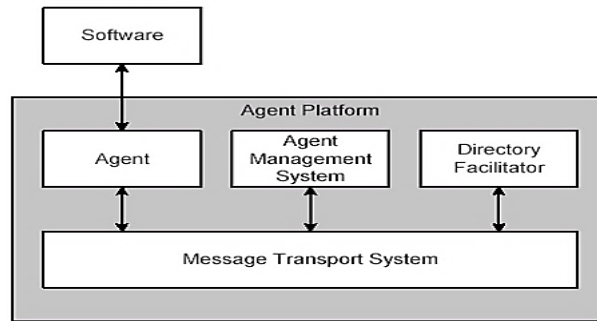 Software
Agent Platform
Agent
Agent
Management
System
Directory
Facilitator
Message Transport System